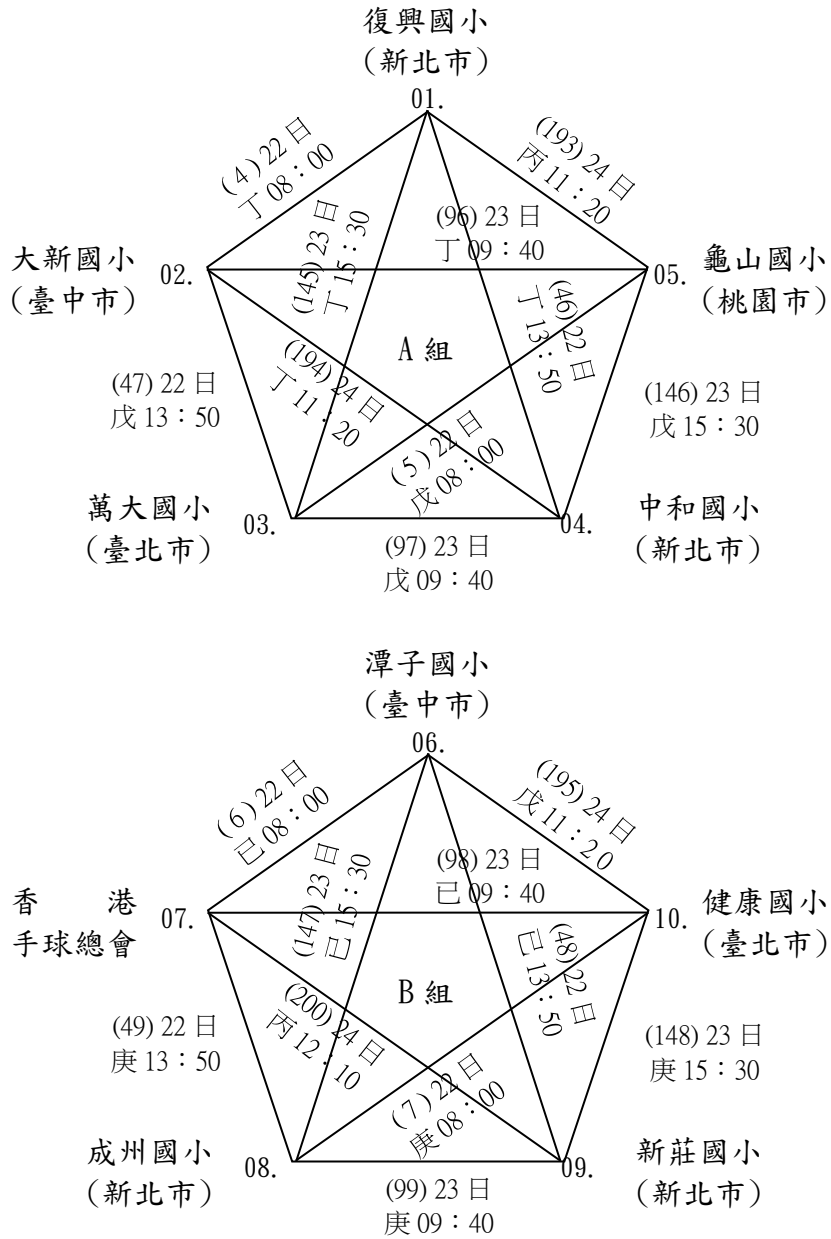 復興國小
（新北市）
01.
(4) 22 日
丁 08：00
(193) 24 日
丙 11：20
(145) 23 日
丁 15：30
(96) 23 日
丁 09：40
大新國小
（臺中市）
02.
05.
龜山國小
（桃園市）
(46) 22 日
丁 13：50
A 組
(194) 24 日
丁 11：20
(47) 22 日
戊 13：50
(146) 23 日
戊 15：30
(5) 22 日
戊 08：00
萬大國小
（臺北市）
03.
04.
中和國小
（新北市）
(97) 23 日
戊 09：40
潭子國小
（臺中市）
06.
(6) 22 日
已 08：00
(195) 24 日
戊 11：20
(147) 23 日
已 15：30
(98) 23 日
已 09：40
香　　港
手球總會
07.
10.
健康國小
（臺北市）
(48) 22 日
已 13：50
B 組
(200) 24 日
丙 12：10
(49) 22 日
庚 13：50
(148) 23 日
庚 15：30
(7) 22 日
庚 08：00
成州國小
（新北市）
08.
09.
新莊國小
（新北市）
(99) 23 日
庚 09：40